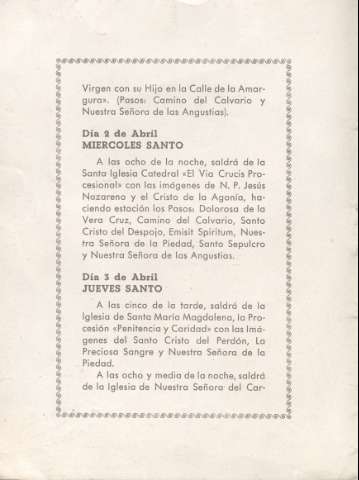 Virgen con su Hijo en la Calle de la Amar-
gura». (Pasos: Camino del Calvario y
Nuestra Señora de las Angustias).
Día 2 de Abril
MIERCOLES SANTO
A las ocho de la noche, saldrá de la
Santa Iglesia Catedral «El Via Crucis Pro-
cesional» con las imágenes de N. P. Jesús
Nazareno y el Cristo de la Agonía, ha-
ciendo estación los Pasos: Dolorosa de la
Vera Cruz, Camino del Calvario, Santo
Cristo del Despojo, Emisit Spíritum, Nues-
tra Señora de la Piedad, Santo Sepulcro
y Nuestra Señora de las Angustias.
Día 3 de Abril
JUEVES SANTO
A las cinco de la tarde, saldrá de la
Iglesia de Santa María Magdalena, la Pro-
cesión «Penitencia y Caridad» con las Imá-
genes del Santo Cristo del Perdón, La
Preciosa Sangre y Nuestra Señora de la
Piedad.
A las ocho y media de la noche, saldrá
de la Iglesia de Nuestra Señora del Car-